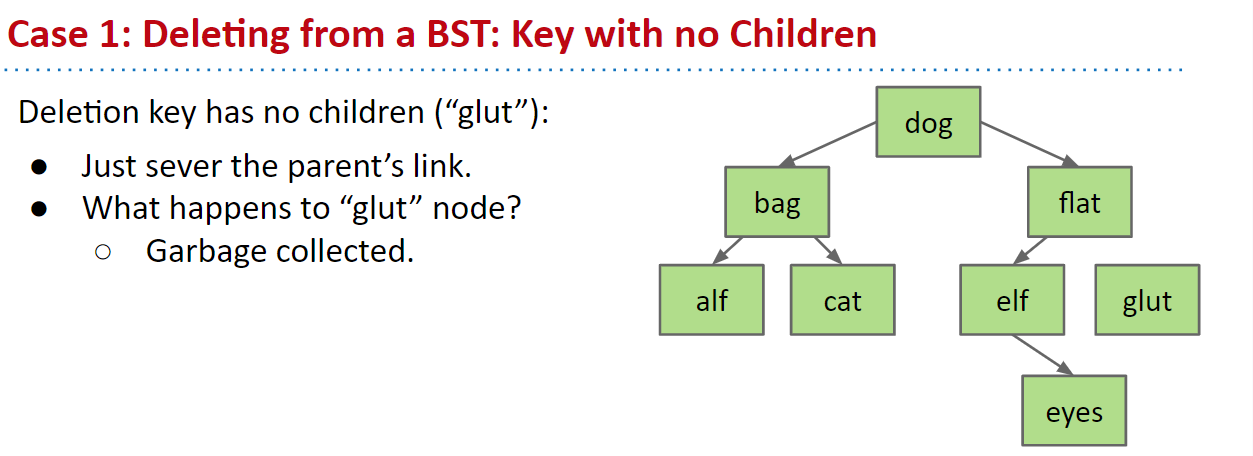 Case 1: Deleting from a BST: Key with no Children
Deletion key has no children (“glut”):
● Just sever the parent’s link.
● What happens to “glut” node?
○ Garbage collected.
dog
bag
flat
alf
cat
elf
glut
eyes